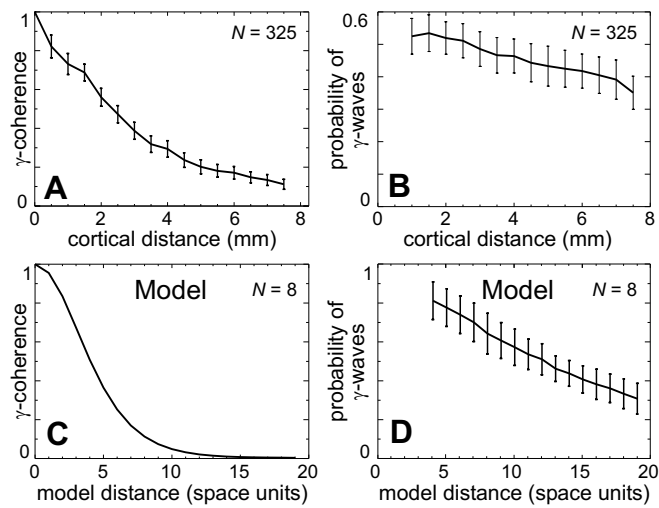 1
N = 325
γ-coherence
A
0
0 2 4 6 8
cortical distance (mm)
0.6
N = 325
probability of
γ-waves
B
0
0 2 4 6 8
cortical distance (mm)
1
Model
N = 8
γ-coherence
C
0
0 5 10 15 20
model distance (space units)
1
Model
N = 8
probability of
γ-waves
D
0
0 5 10 15 20
model distance (space units)